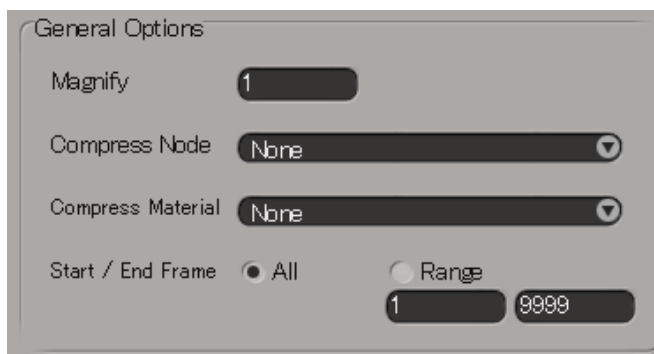 General Options
Magnify 1
Compress Node None
Compress Material None
Start / End Frame All Range
1 9999